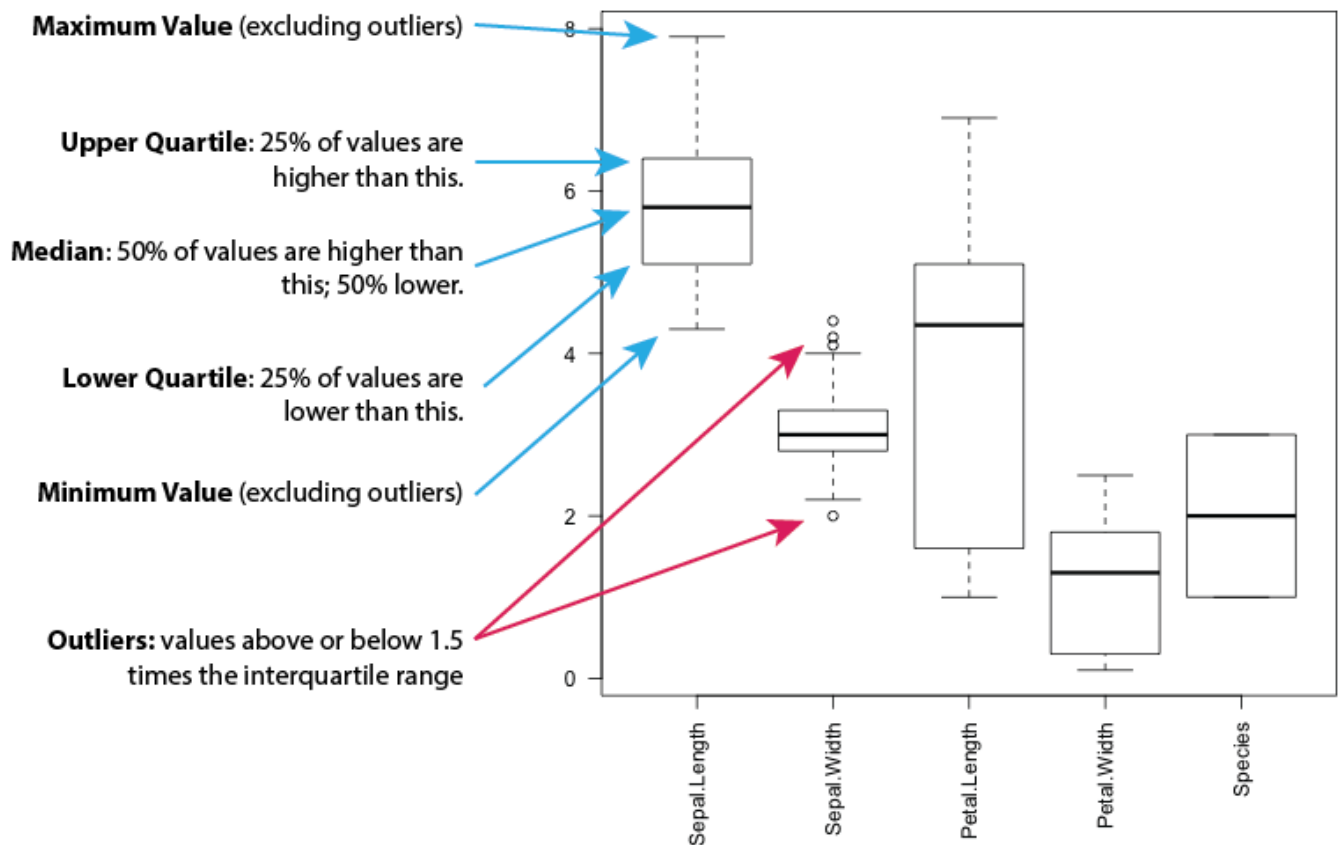 Maximum Value (excluding outliers)
Upper Quartile: 25% of values are
higher than this.
Median: 50% of values are higher than
this; 50% lower.
Lower Quartile: 25% of values are
lower than this.
Minimum Value (excluding outliers)
Outliers: values above or below 1.5
times the interquartile range
8
6
4
2
0
Sepal.Length
Sepal.Width
Petal.Length
Petal.Width
Species